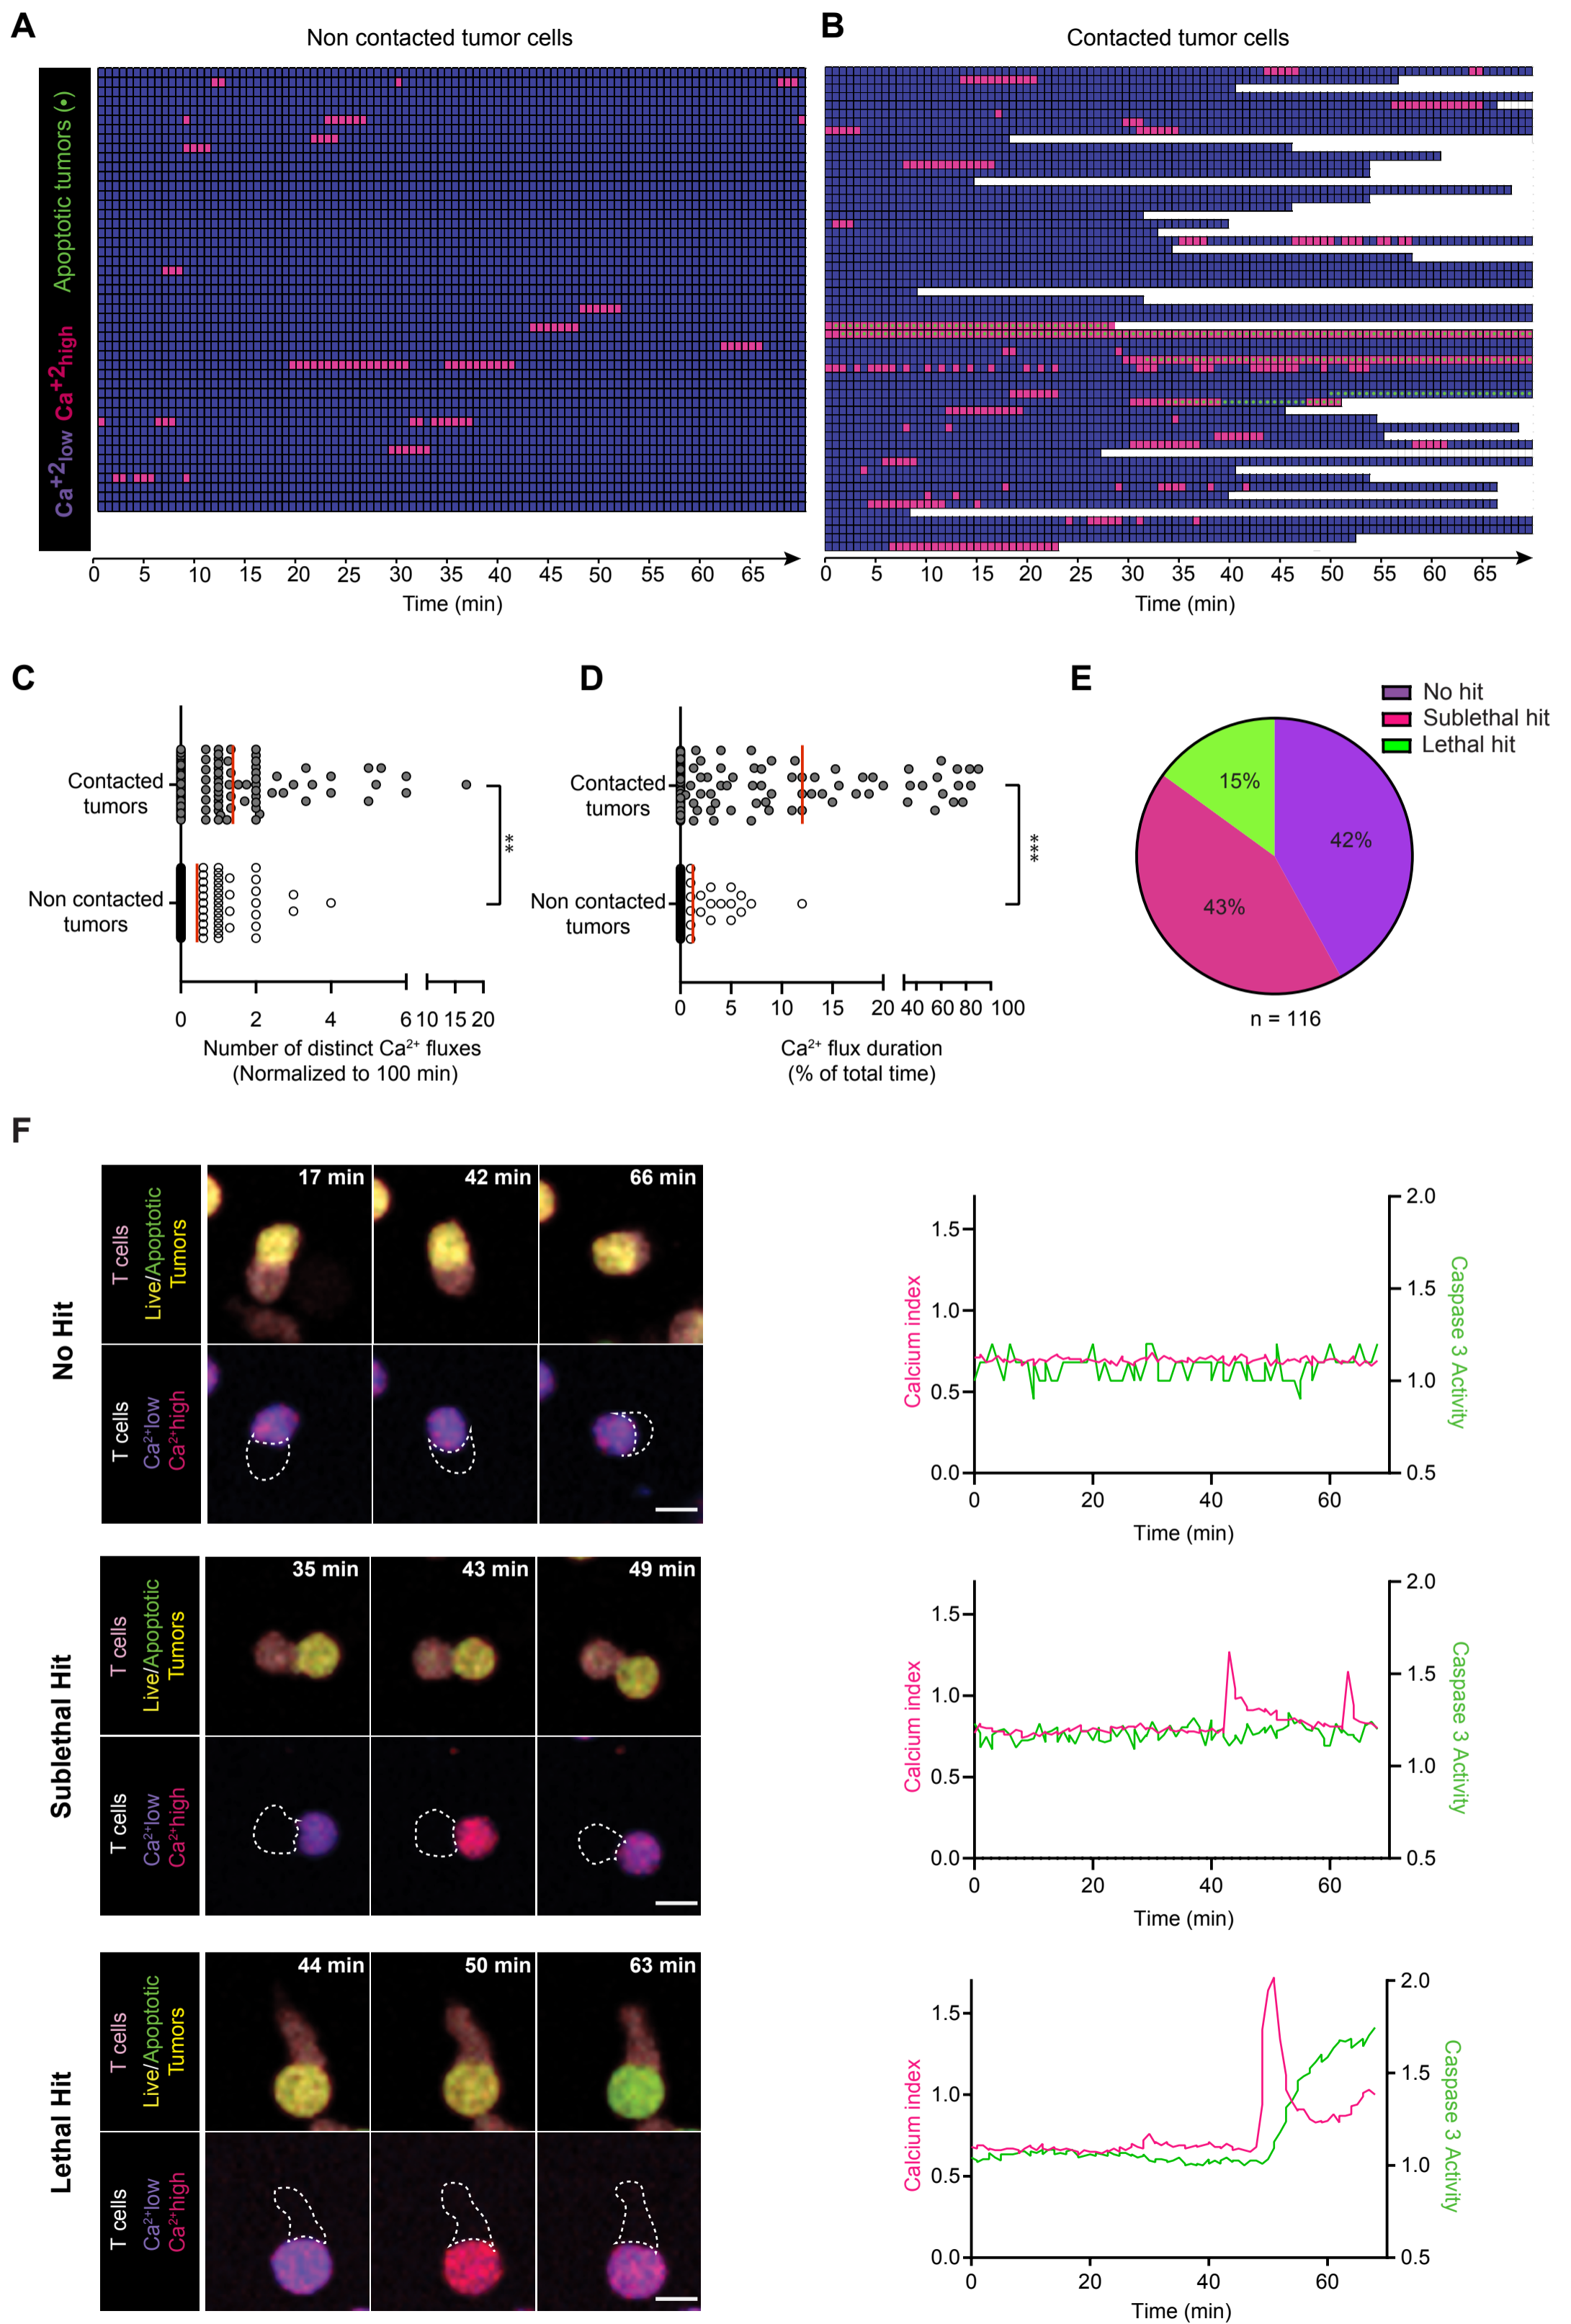 A
Non contacted tumor cells
Apoptotic tumors (•)
Ca+2low Ca+2high
0 5 10 15 20 25 30 35 40 45 50 55 60 65
Time (min)
B
Contacted tumor cells
0 5 10 15 20 25 30 35 40 45 50 55 60 65
Time (min)
C
Contacted
tumors
Non contacted
tumors
**
0 2 4 6 10 15 20
Number of distinct Ca2+ fluxes
(Normalized to 100 min)
D
Contacted
tumors
Non contacted
tumors
***
0 5 10 15 20 40 60 80 100
Ca2+ flux duration
(% of total time)
E
No hit
Sublethal hit
Lethal hit
15%
42%
43%
n = 116
F
No Hit
T cells
Live/Apoptotic
Tumors
17 min
42 min
66 min
T cells
Ca2+low
Ca2+high
Calcium index
1.5
1.0
0.5
0.0
2.0
1.5
1.0
0.5
Caspase 3 Activity
0 20 40 60
Time (min)
Sublethal Hit
T cells
Live/Apoptotic
Tumors
35 min
43 min
49 min
T cells
Ca2+low
Ca2+high
Calcium index
1.5
1.0
0.5
0.0
2.0
1.5
1.0
0.5
Caspase 3 Activity
0 20 40 60
Time (min)
Lethal Hit
T cells
Live/Apoptotic
Tumors
44 min
50 min
63 min
T cells
Ca2+low
Ca2+high
Calcium index
1.5
1.0
0.5
0.0
2.0
1.5
1.0
0.5
Caspase 3 Activity
0 20 40 60
Time (min)